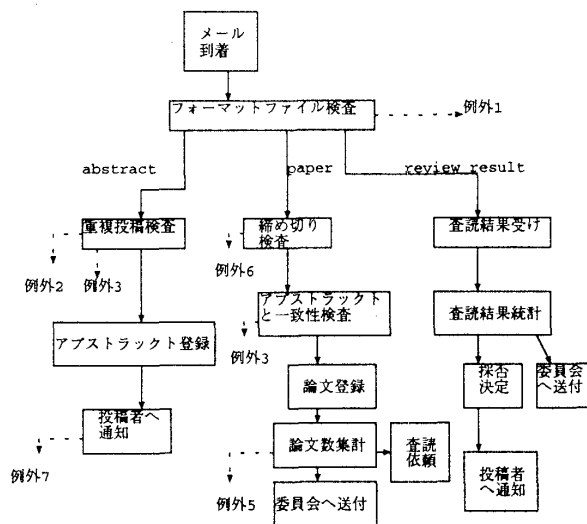 メール
到着
フォーマットファイル検査
例外1
abstract
paper
review result
重複投稿検査
締め切り
検査
査読結果受け
例外2
例外3
例外6
アブストラックト
と一致性検査
査読結果統計
アブストラックト登録
例外3
論文登録
採否
決定
委員会
へ送付
投稿者へ
通知
論文数集計
査読
依頼
例外7
例外5
委員会へ送付
投稿者
へ通知